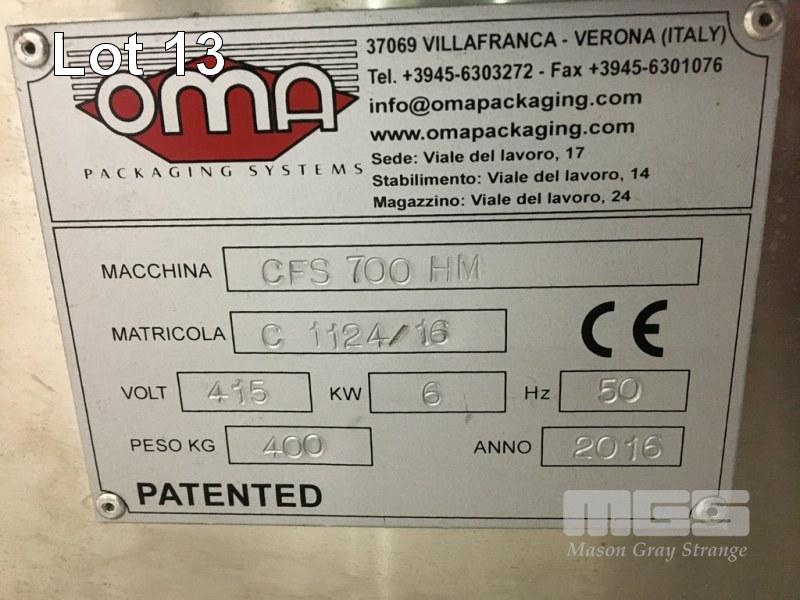 Lot 13
OMA
PACKAGING SYSTEMS
37069 VILLAFRANCA - VERONA (ITALY)
Tel. +3945-6303272 - Fax +3945-6301076
info@omapackaging.com
www.omapackaging.com
Sede: Viale del lavoro, 17
Stabilimento: Viale del lavoro, 14
Magazzino: Viale del lavoro, 24
MACCHINA CFS 700 HM
MATRICOLA C 1124/16
CE
VOLT 415 KW 6 Hz 50
PESO KG 400 ANNO 2016
PATENTED
MGS
Mason Gray Strange